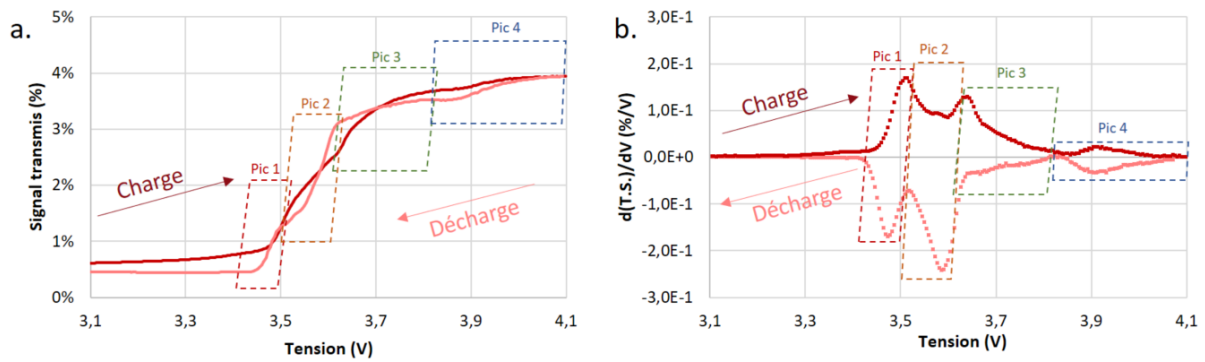 a.
Signal transmis (%)
5%
4%
3%
2%
1%
0%
3,1
3,3
3,5
3,7
3,9
4,1
Tension (V)
Charge
Décharge
Pic 1
Pic 2
Pic 3
Pic 4
b.
d(T.S.)/dV (%/V)
3,0E-1
2,0E-1
1,0E-1
0,0E+0
-1,0E-1
-2,0E-1
-3,0E-1
3,1
3,3
3,5
3,7
3,9
4,1
Tension (V)
Charge
Décharge
Pic 1
Pic 2
Pic 3
Pic 4